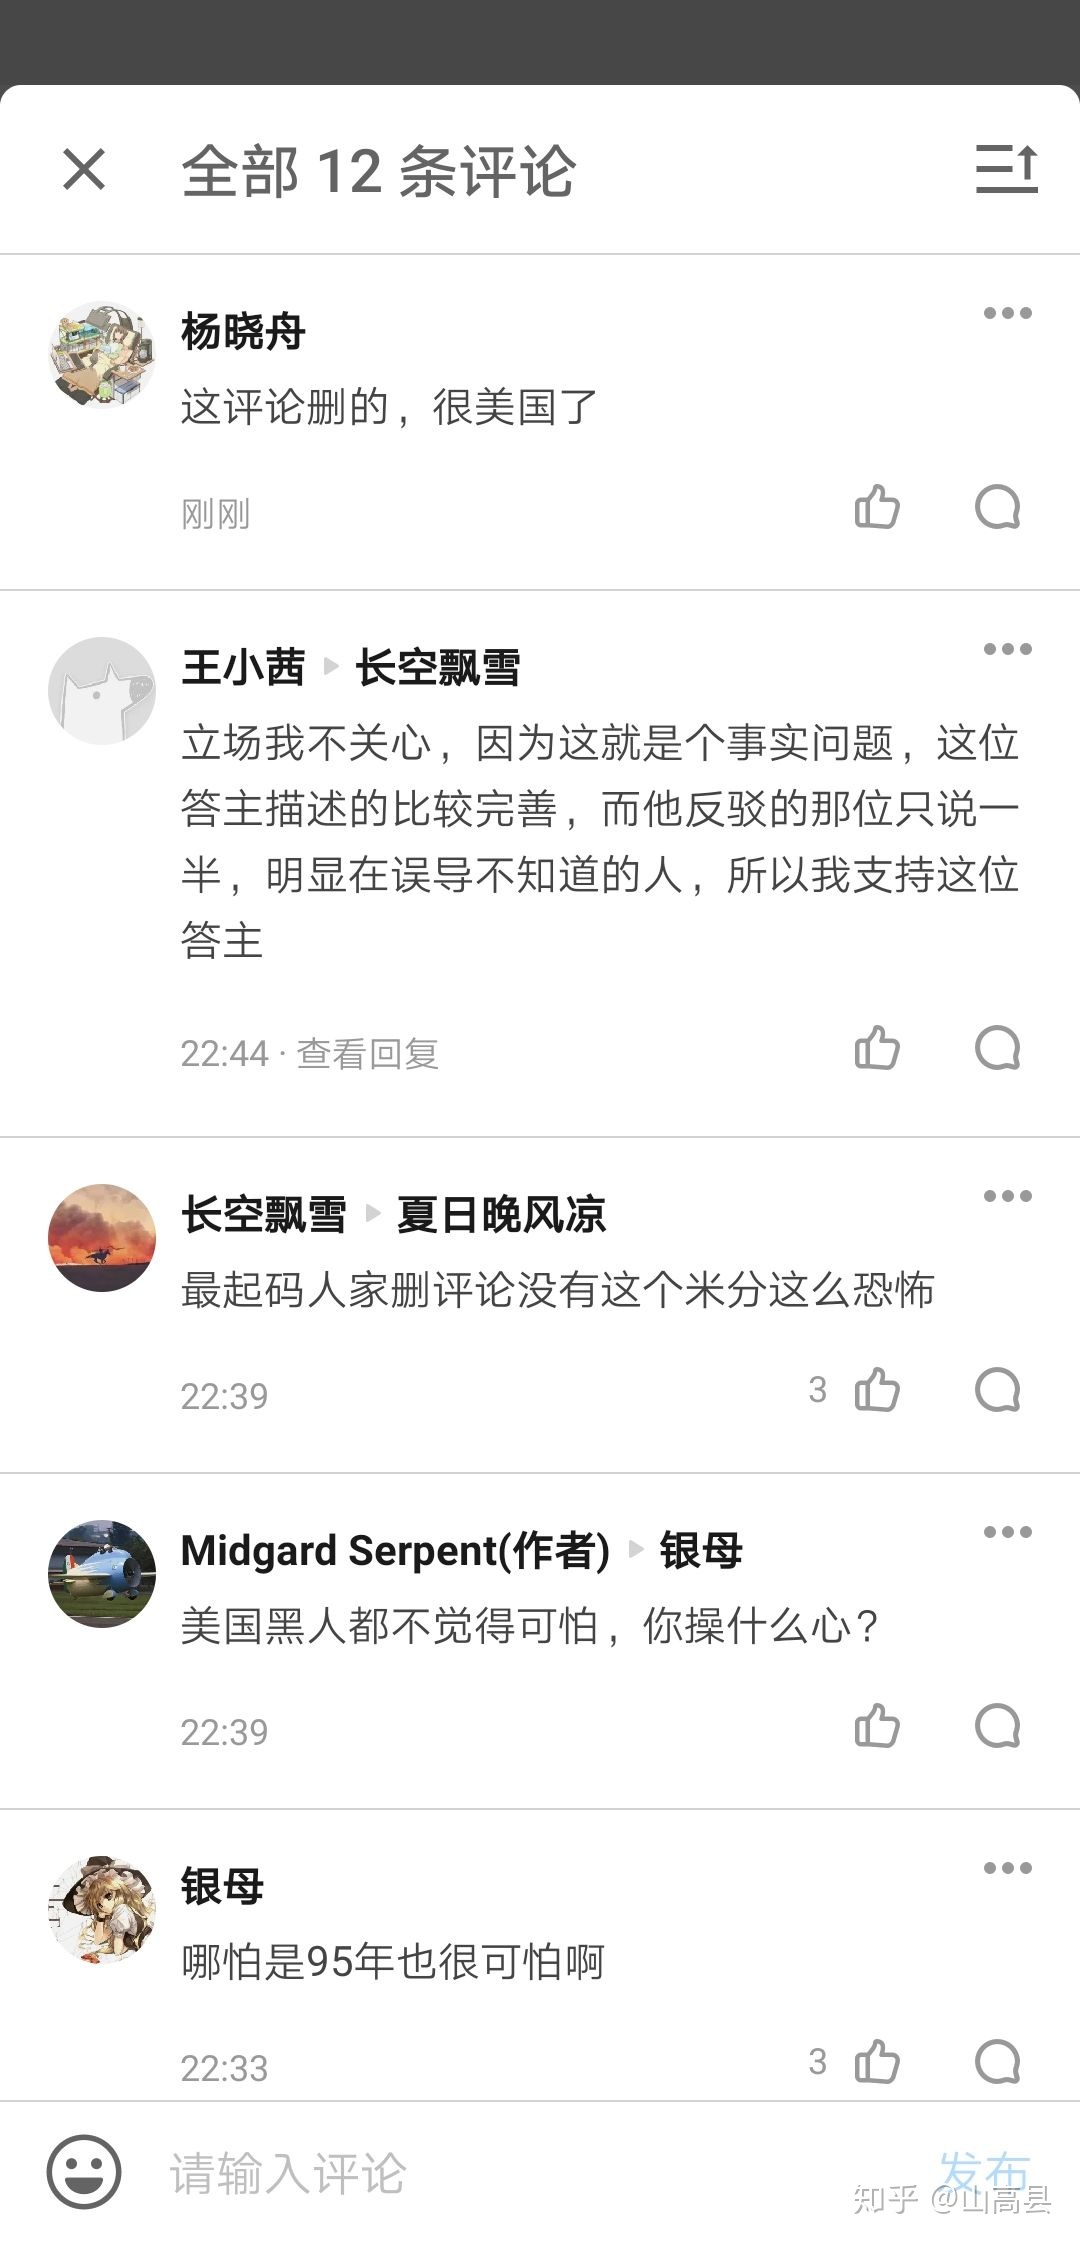 全部 12 条评论
杨晓舟
这评论删的，很美国了
刚刚
王小茜 ▸ 长空飘雪
立场我不关心，因为这就是个事实问题，这位
答主描述的比较完善，而他反驳的那位只说一
半，明显在误导不知道的人，所以我支持这位
答主
22:44 · 查看回复
长空飘雪 ▸ 夏日晚风凉
最起码人家删评论没有这个米分这么恐怖
22:39
3
Midgard Serpent(作者) ▸ 银母
美国黑人都不觉得可怕，你操什么心？
22:39
银母
哪怕是95年也很可怕啊
22:33
3
请输入评论
发布
知乎 @山高县